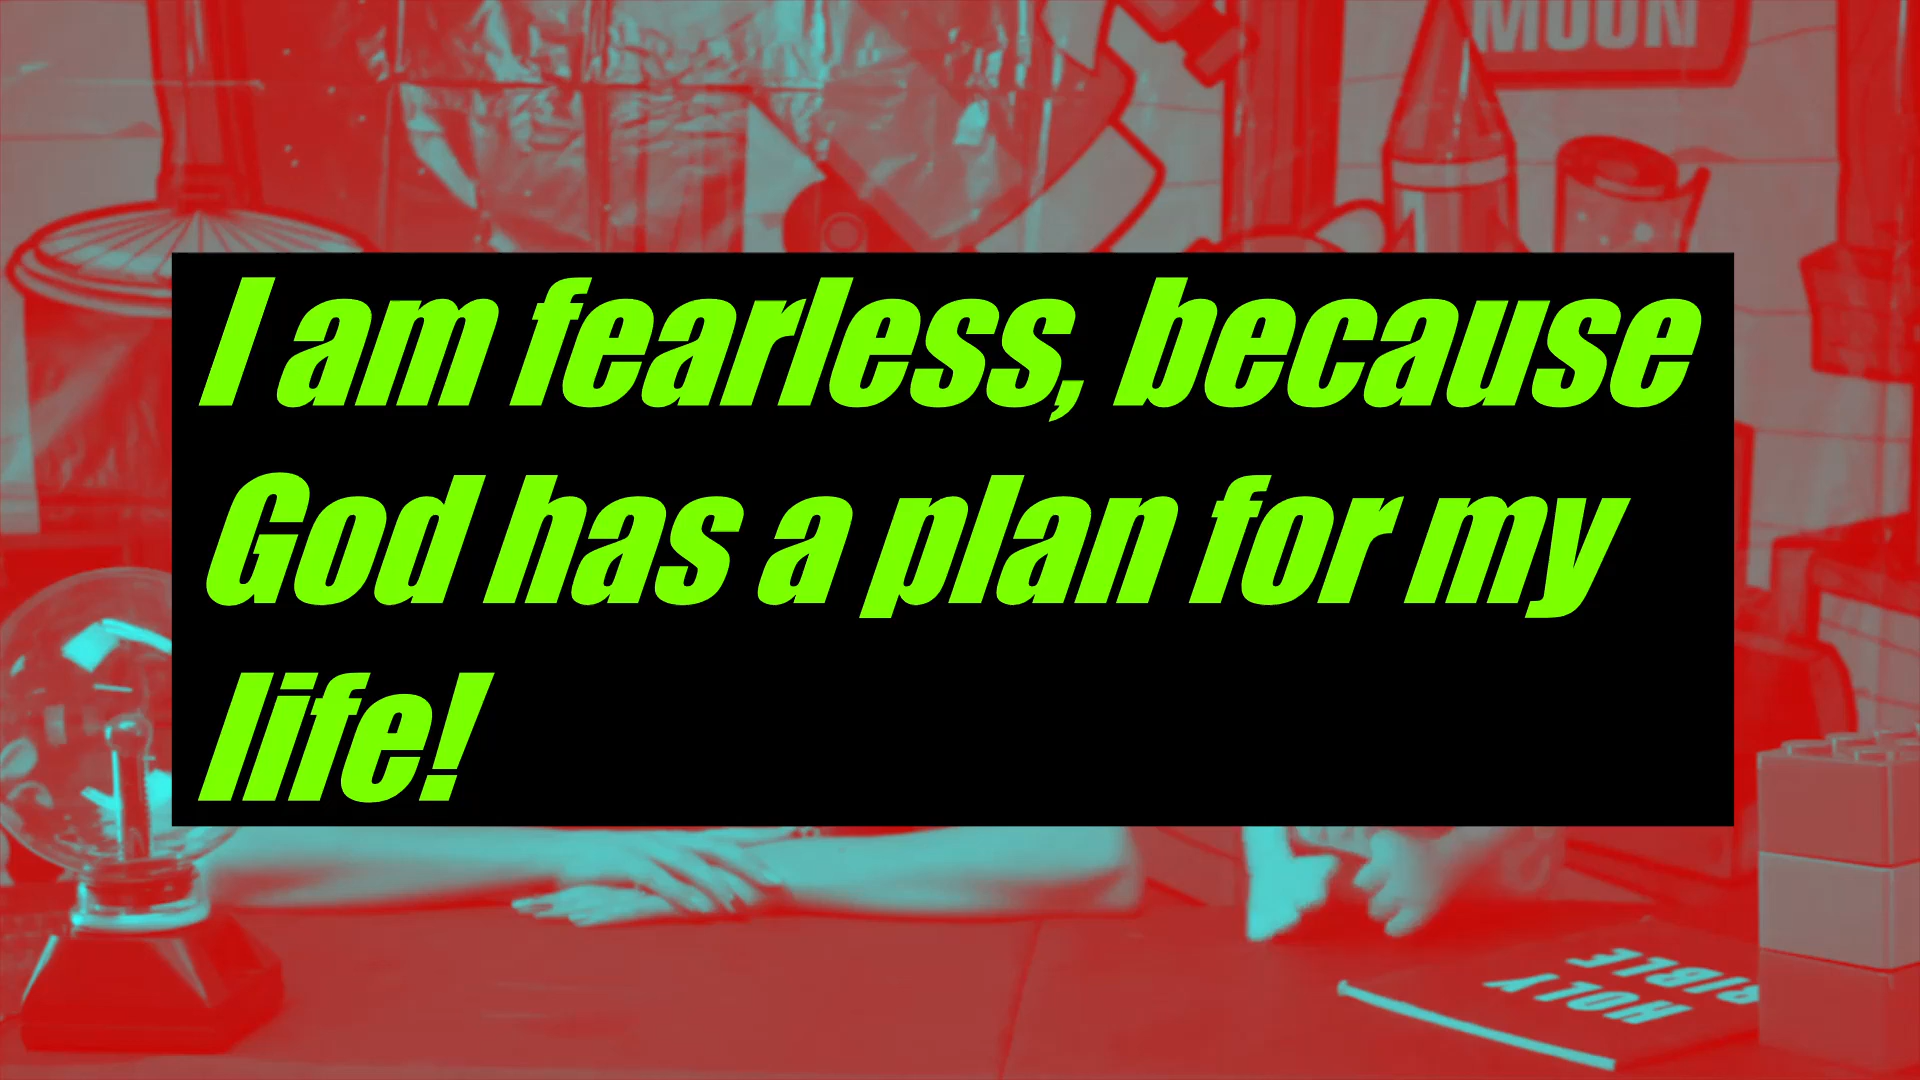 MOON
I am fearless, because
God has a plan for my
life!
HOLY
BIBLE